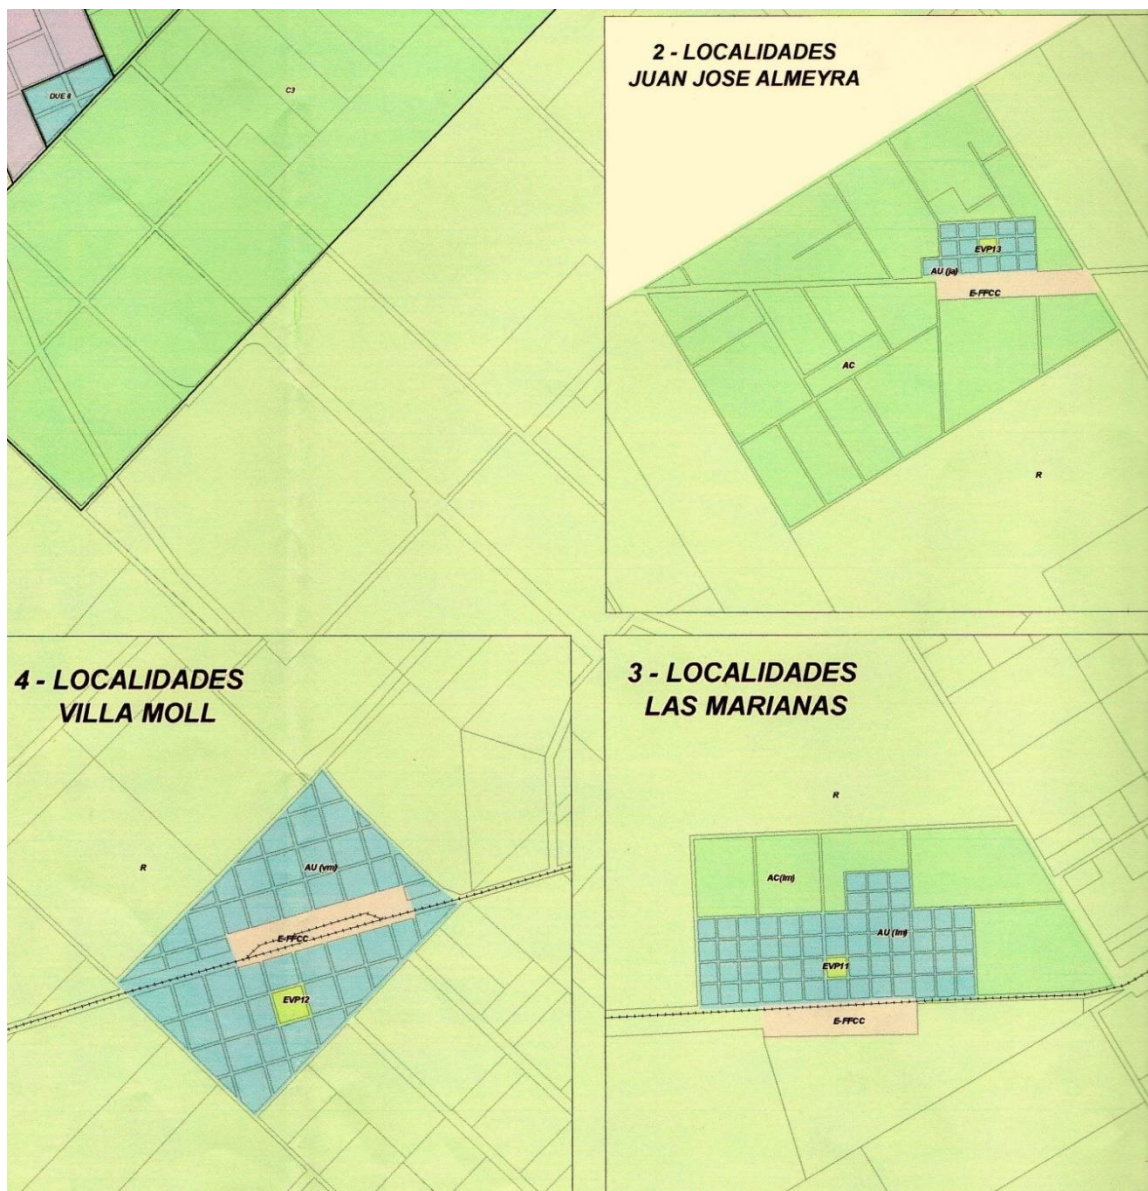 DUE 6
C3
2 - LOCALIDADES
JUAN JOSE ALMEYRA
EVP13
AU (ja)
E-FFCC
AC
R
4 - LOCALIDADES
VILLA MOLL
R
AU (vm)
E-FFCC
EVP12
3 - LOCALIDADES
LAS MARIANAS
R
AC(lm)
AU (lm)
EVP11
E-FFCC